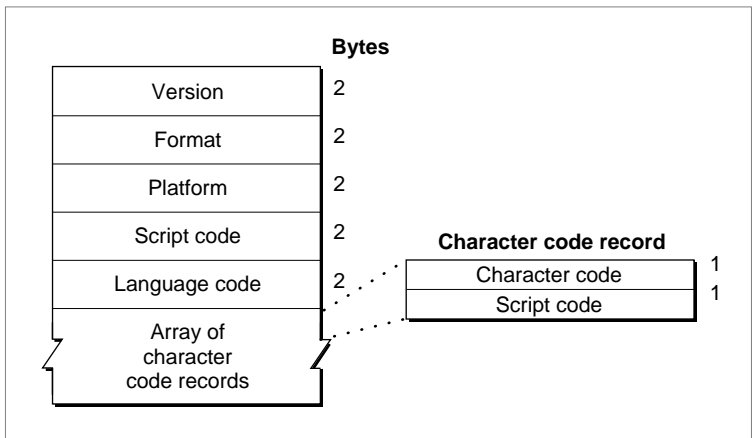 Bytes
Version 2
Format 2
Platform 2
Script code 2
Language code 2
Array of
character
code records
Character code record
Character code 1
Script code 1